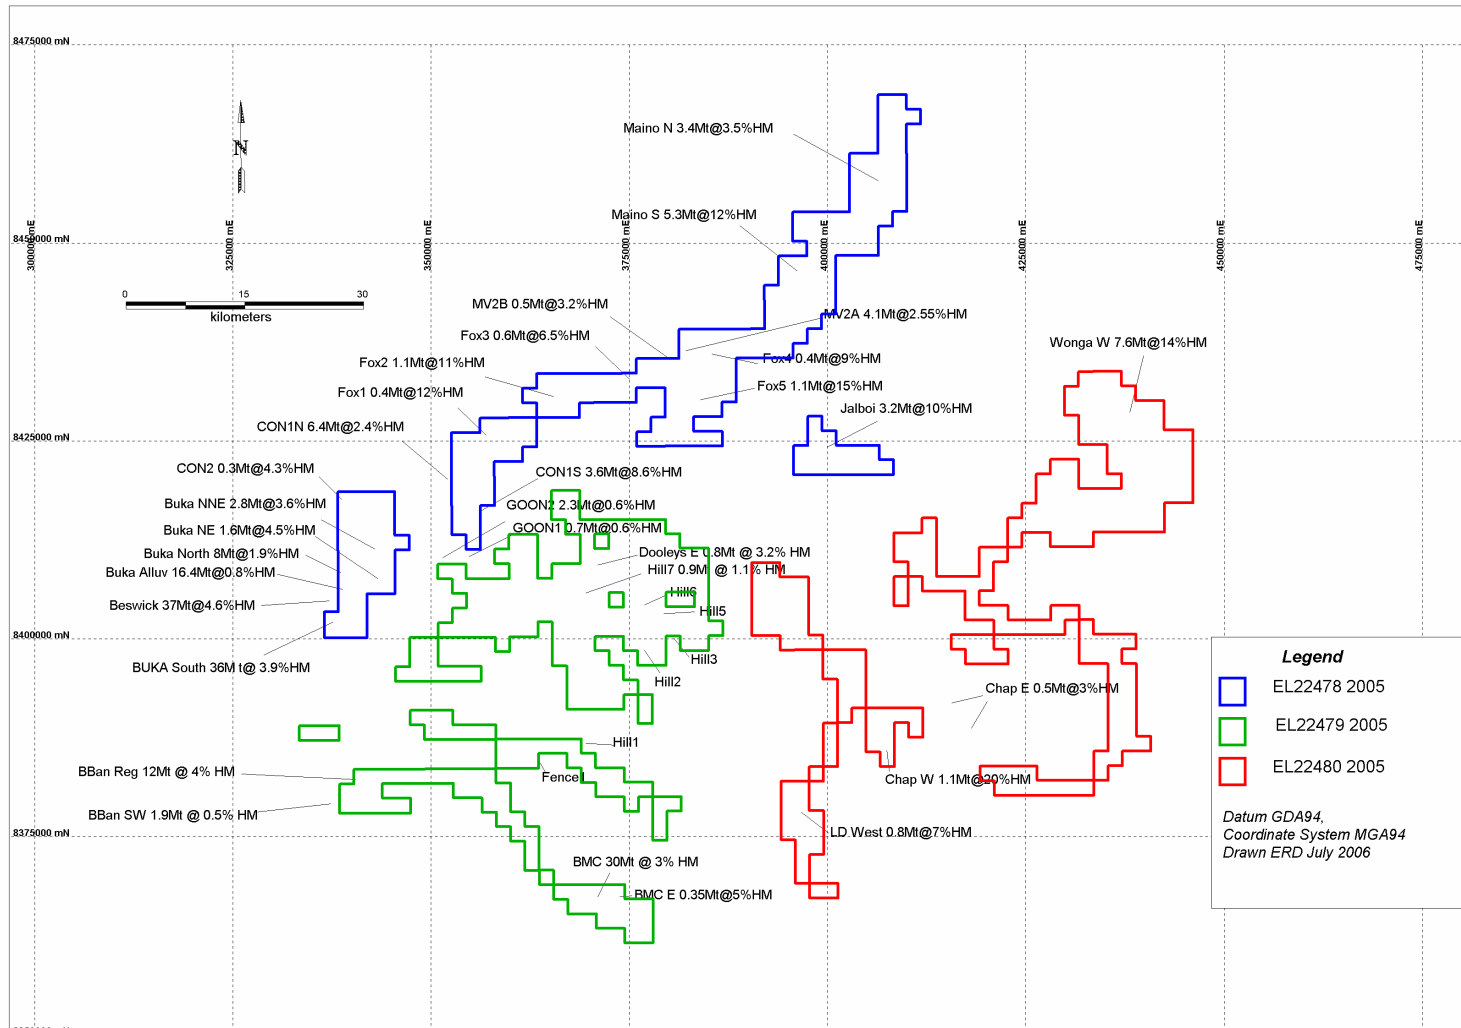 8475000 mN
Maino N 3.4Mt@3.5%HM
N
Maino S 5.3Mt@12%HM
300000 mE
325000 mE
350000 mE
375000 mE
400000 mE
425000 mE
450000 mE
475000 mE
8450000 mN
0 15 30
kilometers
MV2B 0.5Mt@3.2%HM
MV2A 4.1Mt@2.55%HM
Fox3 0.6Mt@6.5%HM
Wonga W 7.6Mt@14%HM
Fox2 1.1Mt@11%HM
Fox4 0.4Mt@9%HM
Fox1 0.4Mt@12%HM
Fox5 1.1Mt@15%HM
Jalboi 3.2Mt@10%HM
CON1N 6.4Mt@2.4%HM
8425000 mN
CON2 0.3Mt@4.3%HM
CON1S 3.6Mt@8.6%HM
Buka NNE 2.8Mt@3.6%HM
GOON2 2.3Mt@0.6%HM
Buka NE 1.6Mt@4.5%HM
GOON1 0.7Mt@0.6%HM
Buka North 8Mt@1.9%HM
Dooleys E 0.8Mt @ 3.2% HM
Buka Alluv 16.4Mt@0.8%HM
Hill7 0.9Mt @ 1.1% HM
Hill6
Beswick 37Mt@4.6%HM
Hill5
8400000 mN
BUKA South 36M t@ 3.9%HM
Hill3
Hill2
Legend
EL22478 2005
EL22479 2005
EL22480 2005
Datum GDA94,
Coordinate System MGA94
Drawn ERD July 2006
Chap E 0.5Mt@3%HM
Hill1
BBan Reg 12Mt @ 4% HM
Fence1
Chap W 1.1Mt@20%HM
BBan SW 1.9Mt @ 0.5% HM
8375000 mN
LD West 0.8Mt@7%HM
BMC 30Mt @ 3% HM
BMC E 0.35Mt@5%HM